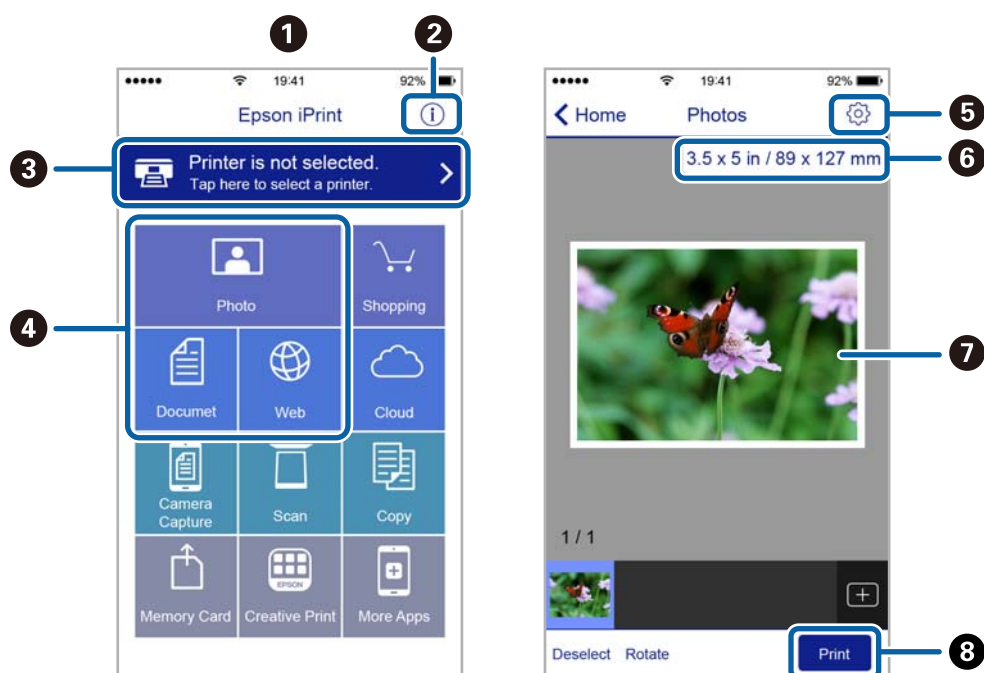 1
2
19:41
92%
Epson iPrint
3
Printer is not selected.
Tap here to select a printer.
4
Photo
Shopping
Documet
Web
Cloud
Camera
Capture
Scan
Copy
EPSON
Memory Card
Creative Print
More Apps
19:41
92%
Home
Photos
5
3.5 x 5 in / 89 x 127 mm
6
7
1 / 1
Deselect
Rotate
Print
8